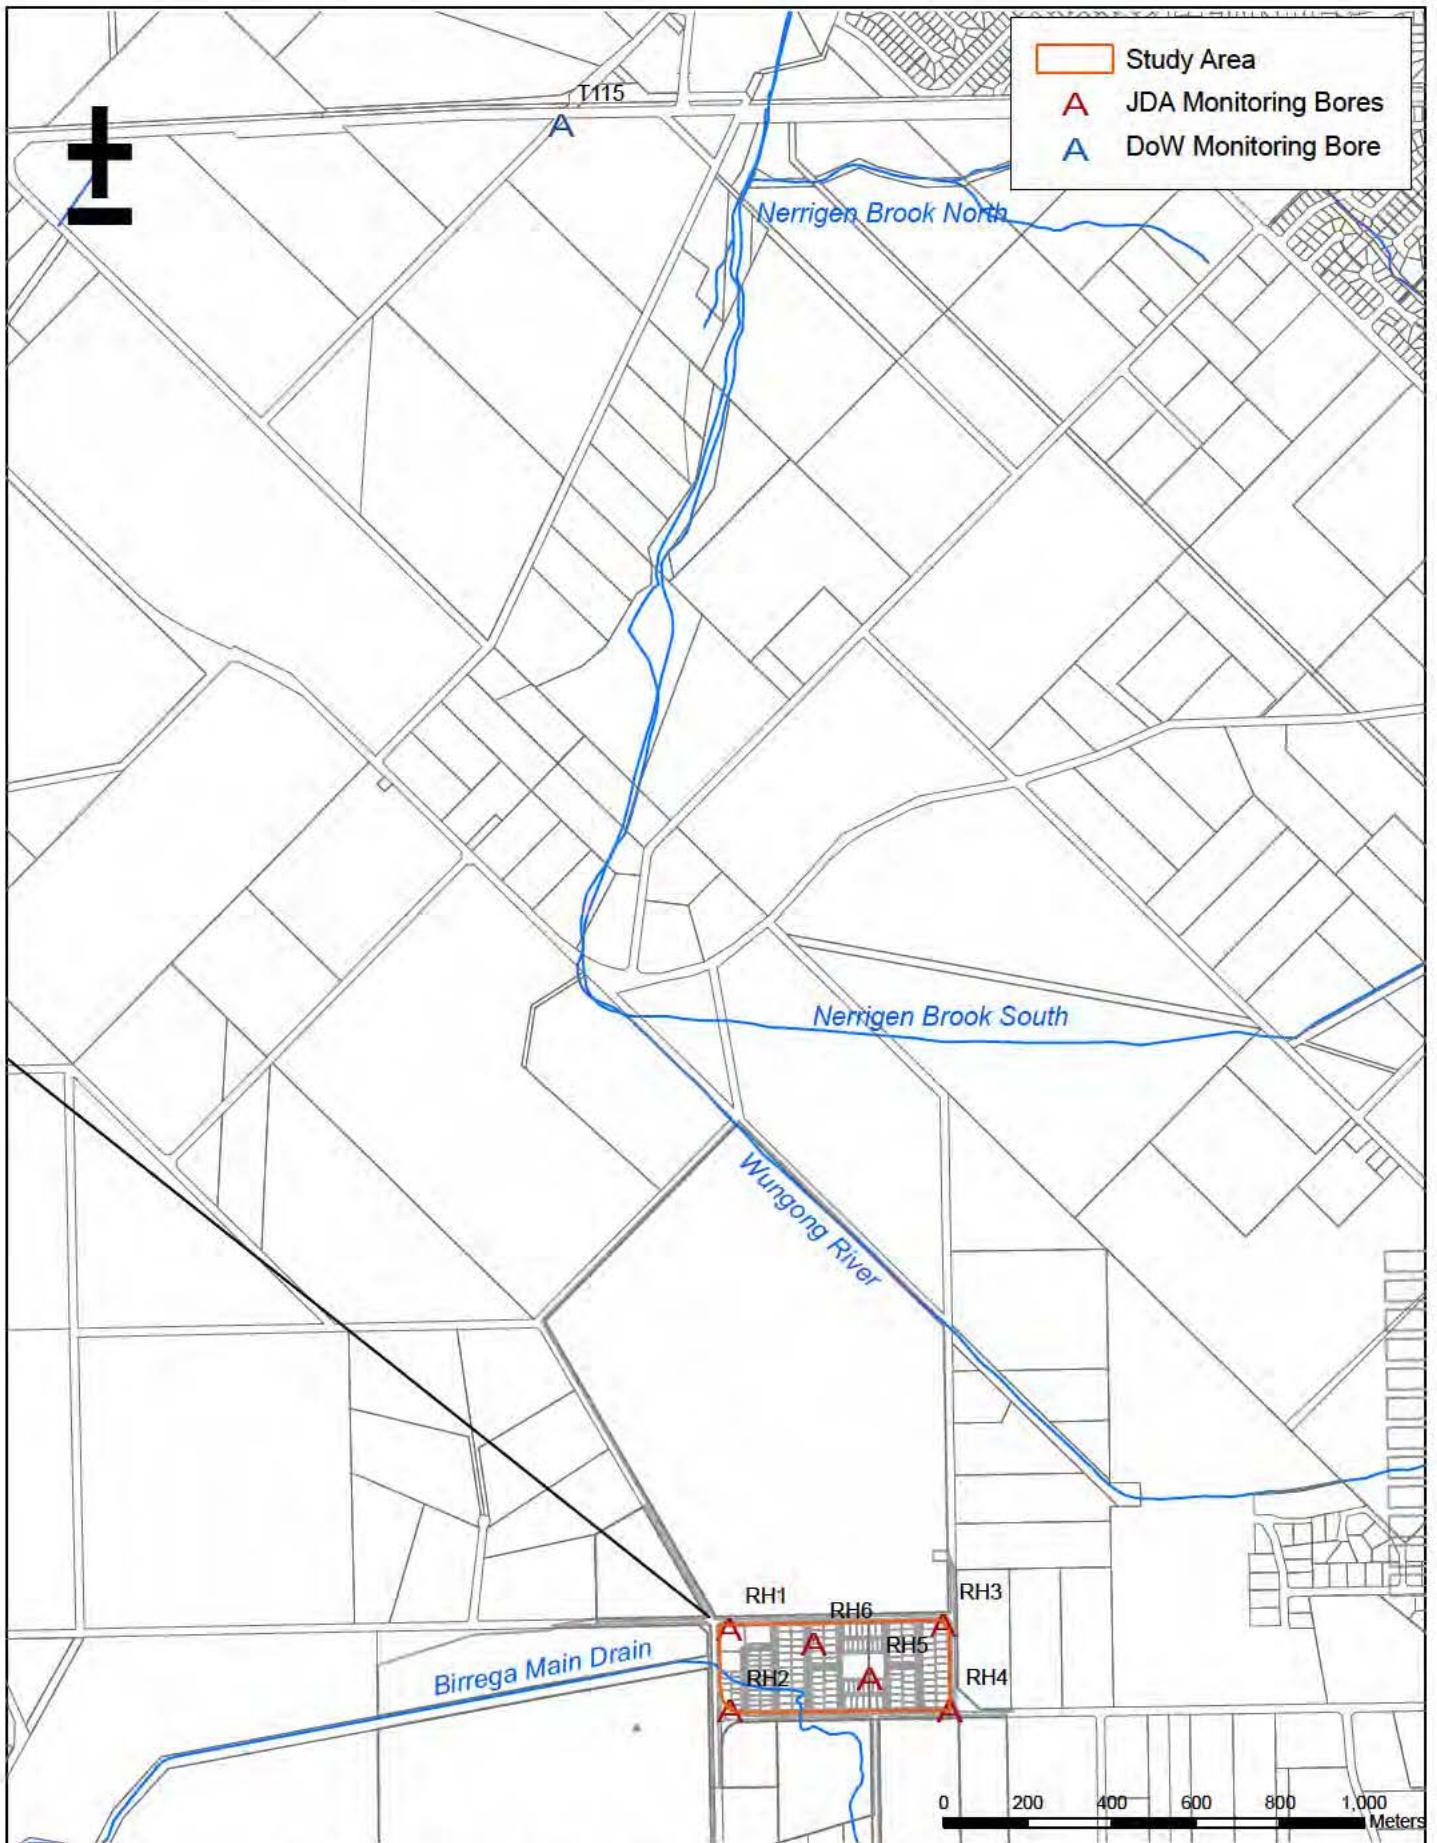 Study Area
A JDA Monitoring Bores
A DoW Monitoring Bore
T115
A
Nerrigen Brook North
Nerrigen Brook South
Wungong River
RH1
RH3
RH6
A
A
A
RH5
Birrega Main Drain
RH2
A
RH4
A
A
0 200 400 600 800 1,000
Meters